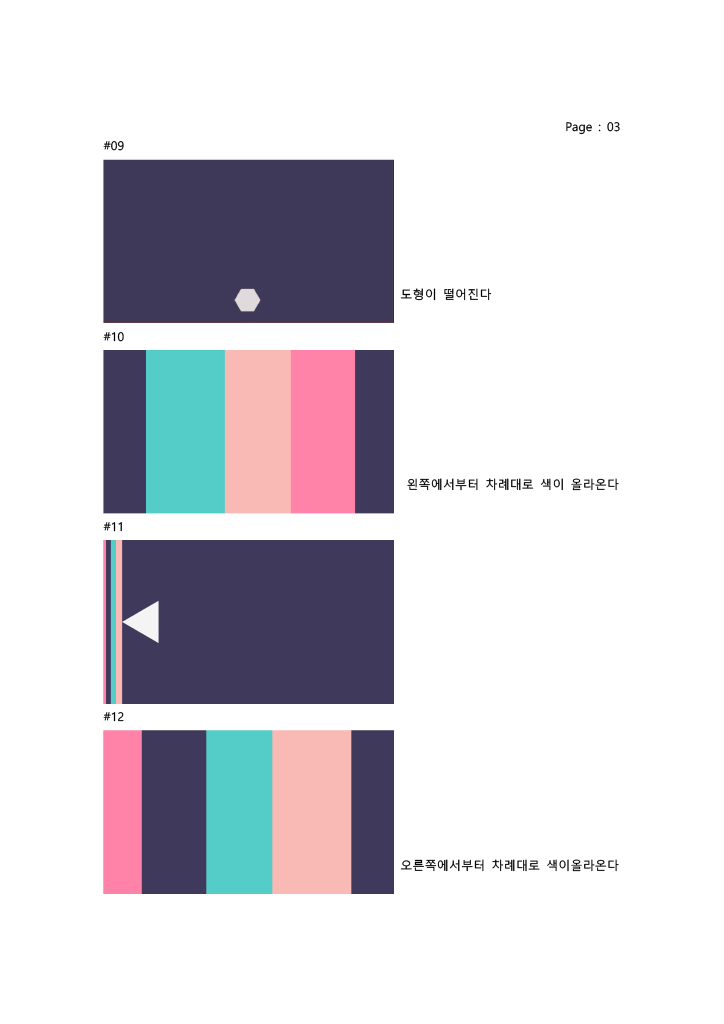 Page : 03
#09
도형이 떨어진다
#10
왼쪽에서부터 차례대로 색이 올라온다
#11
#12
오른쪽에서부터 차례대로 색이올라온다